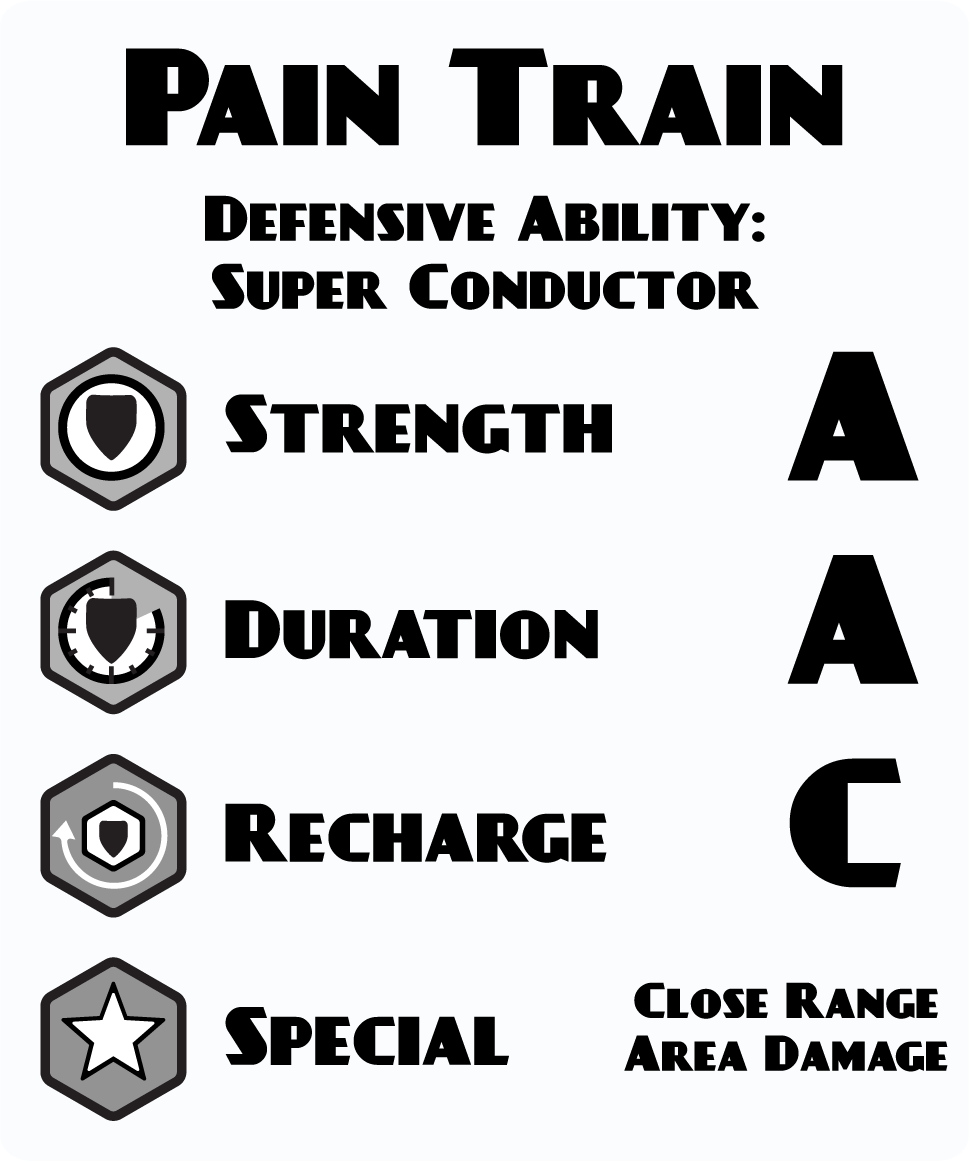 Pain Train
Defensive Ability:
Super Conductor
Strength A
Duration A
Recharge C
Special
Close Range
Area Damage